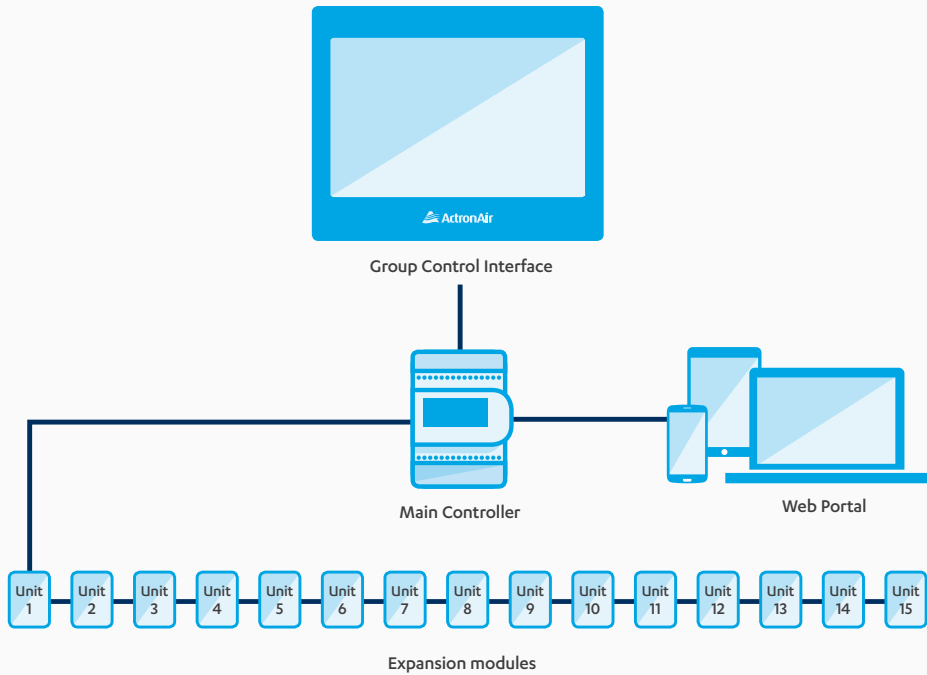 ActronAir
Group Control Interface
Main Controller
Web Portal
Unit
1
Unit
2
Unit
3
Unit
4
Unit
5
Unit
6
Unit
7
Unit
8
Unit
9
Unit
10
Unit
11
Unit
12
Unit
13
Unit
14
Unit
15
Expansion modules